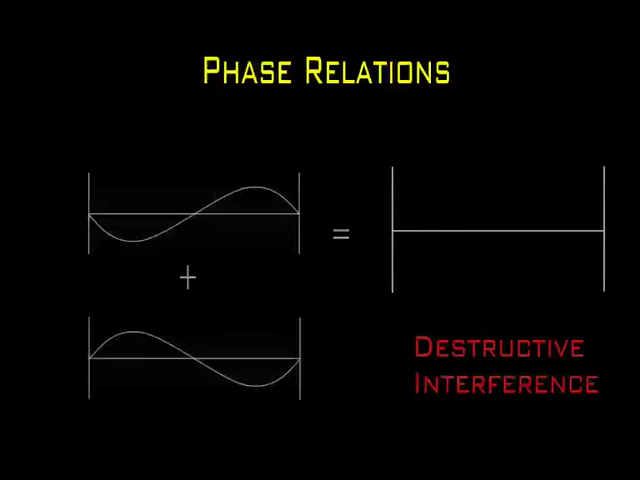 PHASE RELATIONS
=
+
DESTRUCTIVE
INTERFERENCE